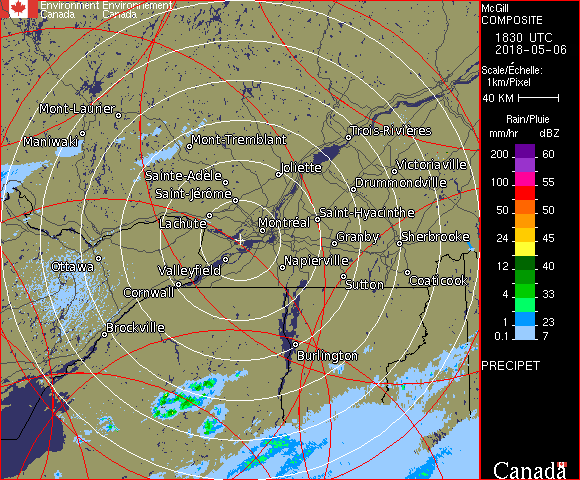 Environment Environnement
Canada Canada
McGill
COMPOSITE
1830 UTC
2018-05-06
Scale/Échelle:
1km/Pixel
40 KM
Rain/Pluie
mm/hr dBZ
200 60
150 57
100 55
50 50
24 45
12 40
4 33
1 23
0.1 7
PRECIPET
Canada
Mont-Laurier
Maniwaki
Mont-Tremblant
Trois-Rivières
Joliette
Victoriaville
Sainte-Adèle
Drummondville
Saint-Jérôme
Lachute
Saint-Hyacinthe
Montréal
Granby
Sherbrooke
Ottawa
Valleyfield
Napierville
Coaticook
Cornwall
Sutton
Brockville
Burlington